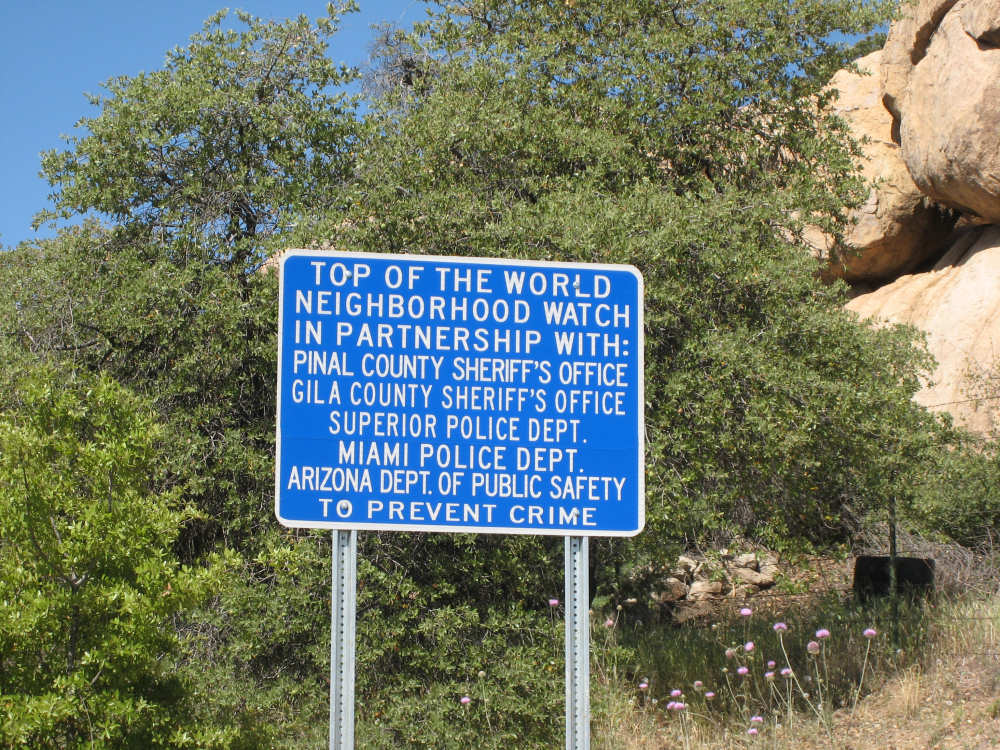 TOP OF THE WORLD
NEIGHBORHOOD WATCH
IN PARTNERSHIP WITH:
PINAL COUNTY SHERIFF'S OFFICE
GILA COUNTY SHERIFF'S OFFICE
SUPERIOR POLICE DEPT.
MIAMI POLICE DEPT.
ARIZONA DEPT. OF PUBLIC SAFETY
TO PREVENT CRIME